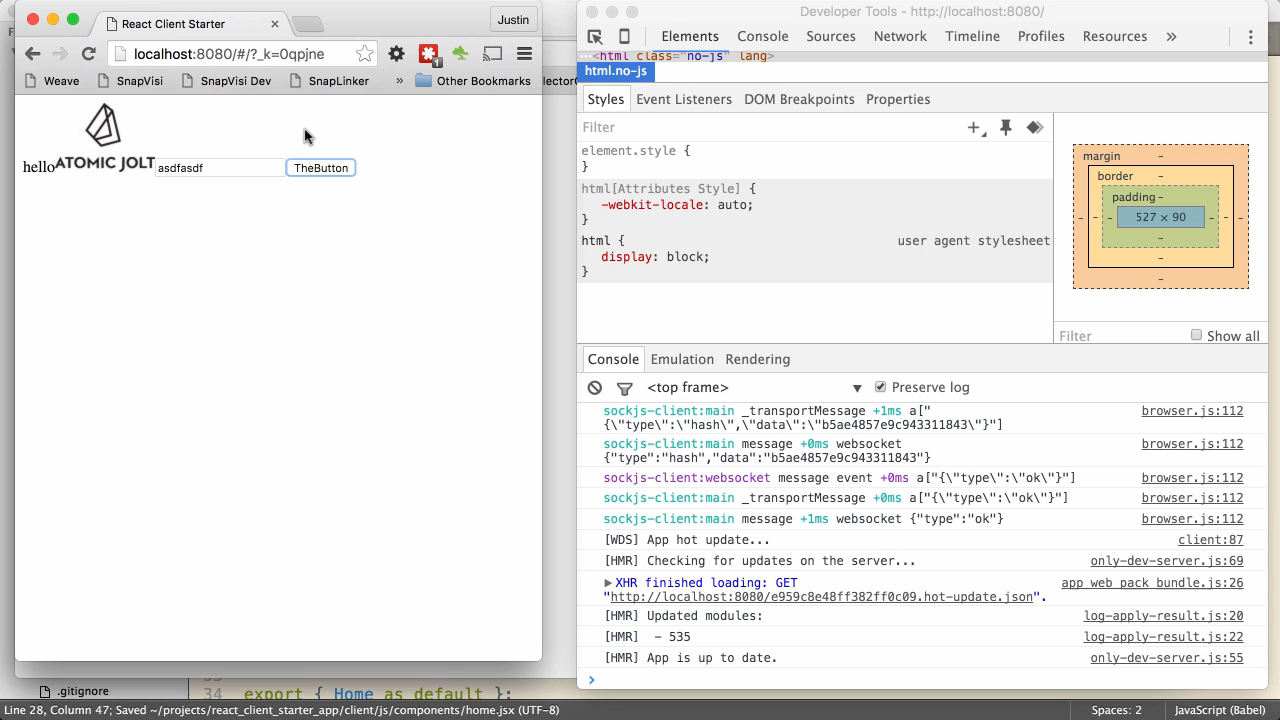 React Client Starter
Justin
localhost:8080/#/?_k=0qpjne
1
Weave
SnapVisi
SnapVisi Dev
SnapLinker
»
Other Bookmarks
hello
ATOMIC JOLT
asdfasdf
TheButton
Developer Tools - http://localhost:8080/
Elements Console Sources Network Timeline Profiles Resources »
<html class="no-js" lang>
html.no-js
Styles Event Listeners DOM Breakpoints Properties
Filter
element.style {
}
html[Attributes Style] {
-webkit-locale: auto;
}
html { user agent stylesheet
display: block;
}
margin -
border -
padding -
- - - 527 × 90 - - -
-
-
-
Filter Show all
Console Emulation Rendering
<top frame> ▼ Preserve log
sockjs-client:main _transportMessage +1ms a[" browser.js:112
{\"type\":\"hash\",\"data\":\"b5ae4857e9c943311843\"}"]
sockjs-client:main message +0ms websocket browser.js:112
{"type":"hash","data":"b5ae4857e9c943311843"}
sockjs-client:websocket message event +0ms a["{\"type\":\"ok\"}"] browser.js:112
sockjs-client:main _transportMessage +0ms a["{\"type\":\"ok\"}"] browser.js:112
sockjs-client:main message +1ms websocket {"type":"ok"} browser.js:112
[WDS] App hot update... client:87
[HMR] Checking for updates on the server... only-dev-server.js:69
XHR finished loading: GET app_web_pack_bundle.js:26
"http://localhost:8080/e959c8e48ff382ff0c09.hot-update.json".
[HMR] Updated modules: log-apply-result.js:20
[HMR]  - 535 log-apply-result.js:22
[HMR] App is up to date. only-dev-server.js:55
>
.gitignore
34 export { Home as default };
Line 28, Column 47; Saved ~/projects/react_client_starter_app/client/js/components/home.jsx (UTF-8)
Spaces: 2
JavaScript (Babel)